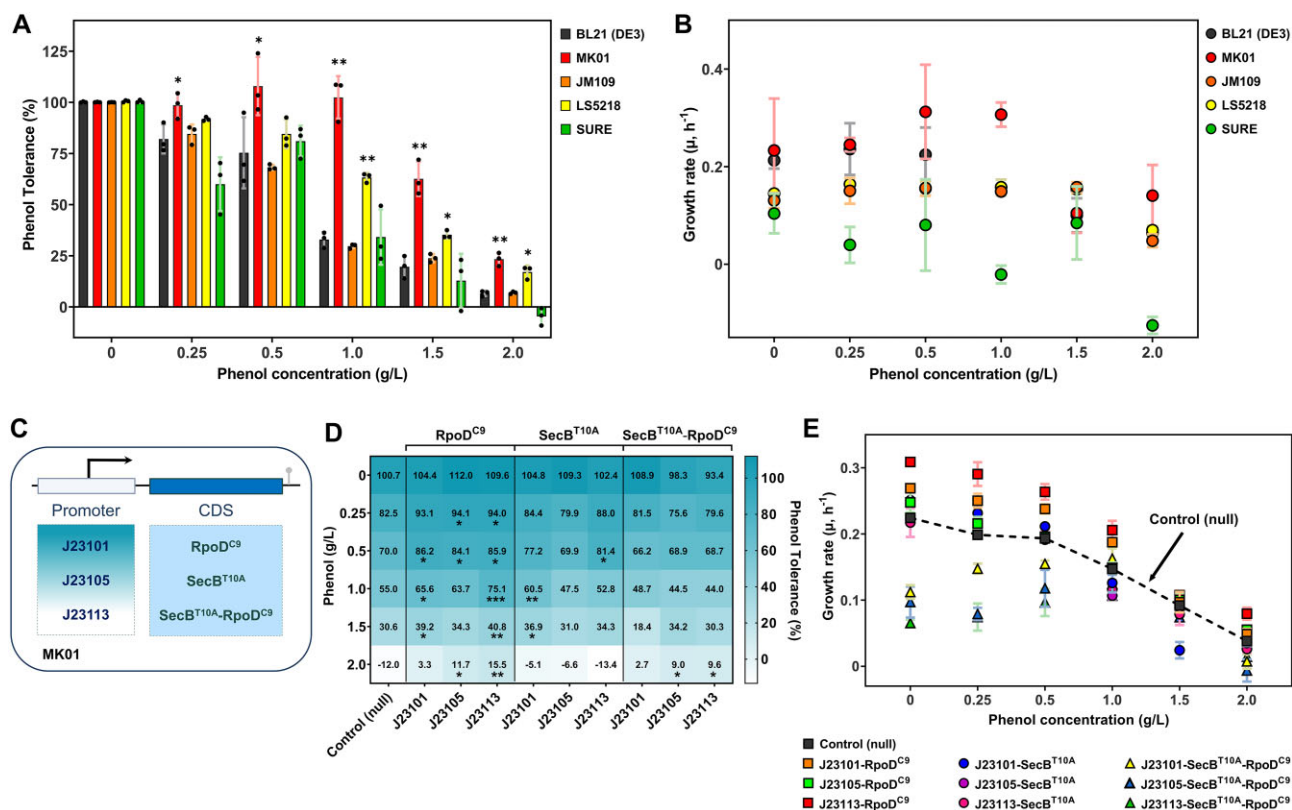 A
Phenol Tolerance (%)
125
100
75
50
25
0
* * ** ** * ** * ** *
0 0.25 0.5 1.0 1.5 2.0
Phenol concentration (g/L)
BL21 (DE3)
MK01
JM109
LS5218
SURE
B
Growth rate (μ, h⁻¹)
0.4
0.2
0
0 0.25 0.5 1.0 1.5 2.0
Phenol concentration (g/L)
BL21 (DE3)
MK01
JM109
LS5218
SURE
C
Promoter CDS
J23101 RpoD^C9
J23105 SecB^T10A
J23113 SecB^T10A-RpoD^C9
MK01
D
RpoD^C9 SecB^T10A SecB^T10A-RpoD^C9
Phenol (g/L)
0 100.7 104.4 112.0 109.6 104.8 109.3 102.4 108.9 98.3 93.4
0.25 82.5 93.1 94.1 94.0 84.4 79.9 88.0 81.5 75.6 79.6
* *
0.5 70.0 86.2 84.1 85.9 77.2 69.9 81.4 66.2 68.9 68.7
* * * *
1.0 55.0 65.6 63.7 75.1 60.5 47.5 52.8 48.7 44.5 44.0
* *** **
1.5 30.6 39.2 34.3 40.8 36.9 31.0 34.3 18.4 34.2 30.3
* ** *
2.0 -12.0 3.3 11.7 15.5 -5.1 -6.6 -13.4 2.7 9.0 9.6
* ** * *
Control (null) J23101 J23105 J23113 J23101 J23105 J23113 J23101 J23105 J23113
100
80
60
40
20
0
Phenol Tolerance (%)
E
Growth rate (μ, h⁻¹)
0.3
0.2
0.1
0
Control (null)
0 0.25 0.5 1.0 1.5 2.0
Phenol concentration (g/L)
Control (null)
J23101-RpoD^C9 J23101-SecB^T10A J23101-SecB^T10A-RpoD^C9
J23105-RpoD^C9 J23105-SecB^T10A J23105-SecB^T10A-RpoD^C9
J23113-RpoD^C9 J23113-SecB^T10A J23113-SecB^T10A-RpoD^C9